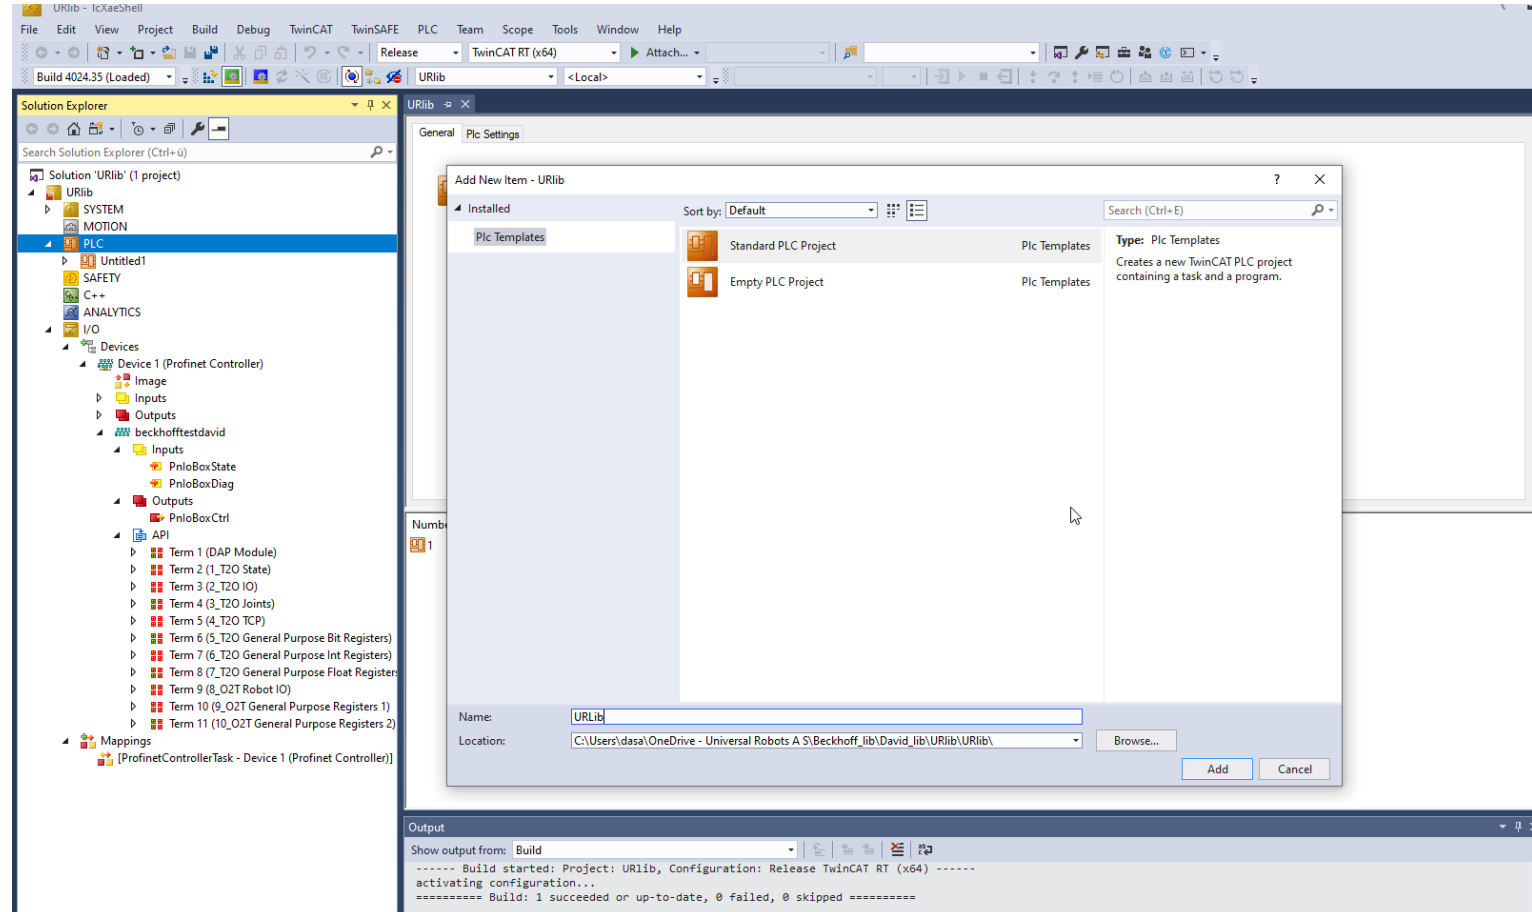 URlib - TcXaeShell
File Edit View Project Build Debug TwinCAT TwinSAFE PLC Team Scope Tools Window Help
Release TwinCAT RT (x64) Attach...
Build 4024.35 (Loaded) URlib <Local>
Solution Explorer
URlib
General Plc Settings
Search Solution Explorer (Ctrl+ü)
Solution 'URlib' (1 project)
URlib
SYSTEM
MOTION
PLC
Untitled1
SAFETY
C++
ANALYTICS
I/O
Devices
Device 1 (Profinet Controller)
Image
Inputs
Outputs
beckhofftestdavid
Inputs
PnIoBoxState
PnIoBoxDiag
Outputs
PnIoBoxCtrl
API
Term 1 (DAP Module)
Term 2 (1_T2O State)
Term 3 (2_T2O IO)
Term 4 (3_T2O Joints)
Term 5 (4_T2O TCP)
Term 6 (5_T2O General Purpose Bit Registers)
Term 7 (6_T2O General Purpose Int Registers)
Term 8 (7_T2O General Purpose Float Registers
Term 9 (8_O2T Robot IO)
Term 10 (9_O2T General Purpose Registers 1)
Term 11 (10_O2T General Purpose Registers 2)
Mappings
[ProfinetControllerTask - Device 1 (Profinet Controller)]
Numbe
1
Add New Item - URlib
? ×
Installed
Plc Templates
Sort by: Default
Search (Ctrl+E)
Standard PLC Project Plc Templates
Empty PLC Project Plc Templates
Type: Plc Templates
Creates a new TwinCAT PLC project
containing a task and a program.
Name: URLib
Location: C:\Users\dasa\OneDrive - Universal Robots A S\Beckhoff_lib\David_lib\URlib\URlib\ Browse...
Add Cancel
Output
Show output from: Build
------ Build started: Project: URlib, Configuration: Release TwinCAT RT (x64) ------
activating configuration...
========== Build: 1 succeeded or up-to-date, 0 failed, 0 skipped ==========